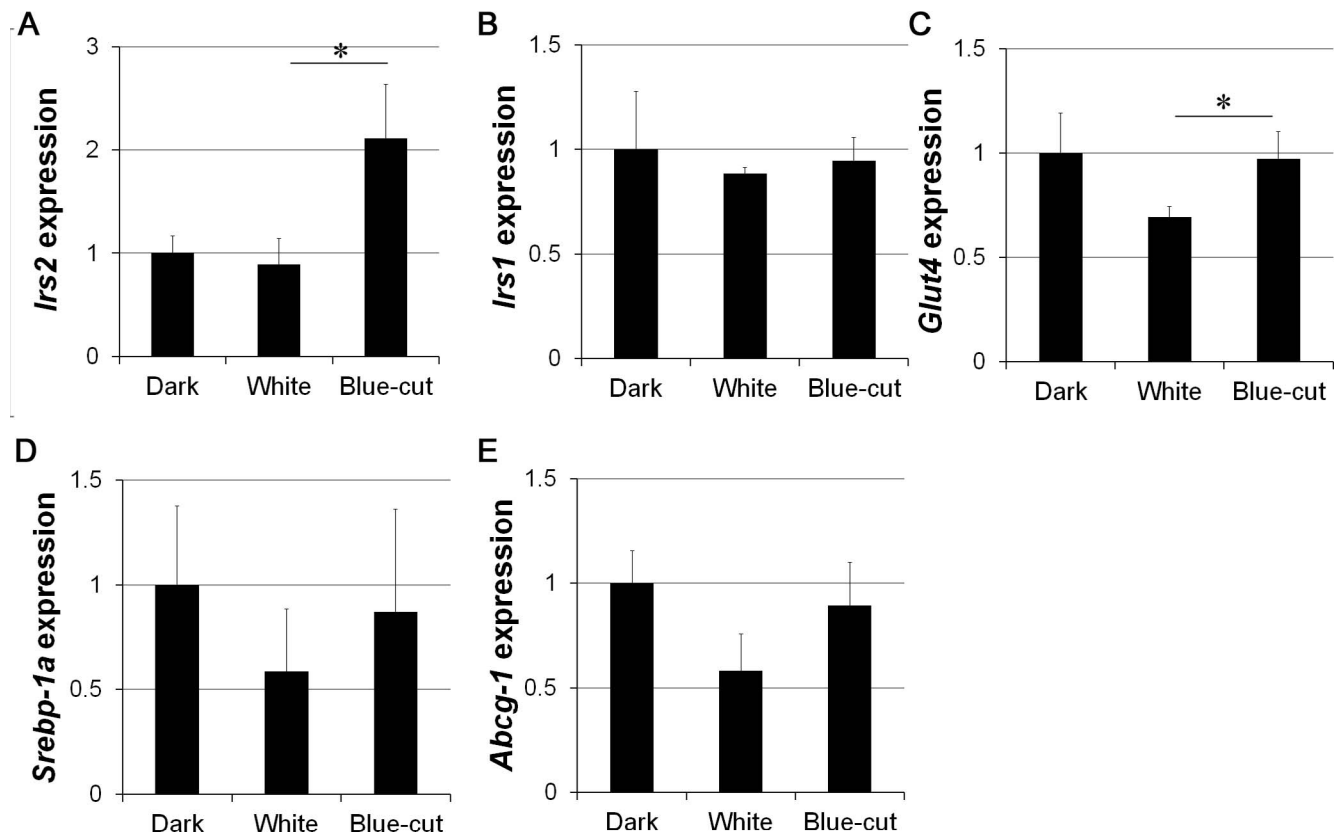 A
Irs2 expression
3
2
1
0
*
Dark White Blue-cut
B
Irs1 expression
1.5
1
0.5
0
Dark White Blue-cut
C
Glut4 expression
1.5
1
0.5
0
*
Dark White Blue-cut
D
Srebp-1a expression
1.5
1
0.5
0
Dark White Blue-cut
E
Abcg-1 expression
1.5
1
0.5
0
Dark White Blue-cut